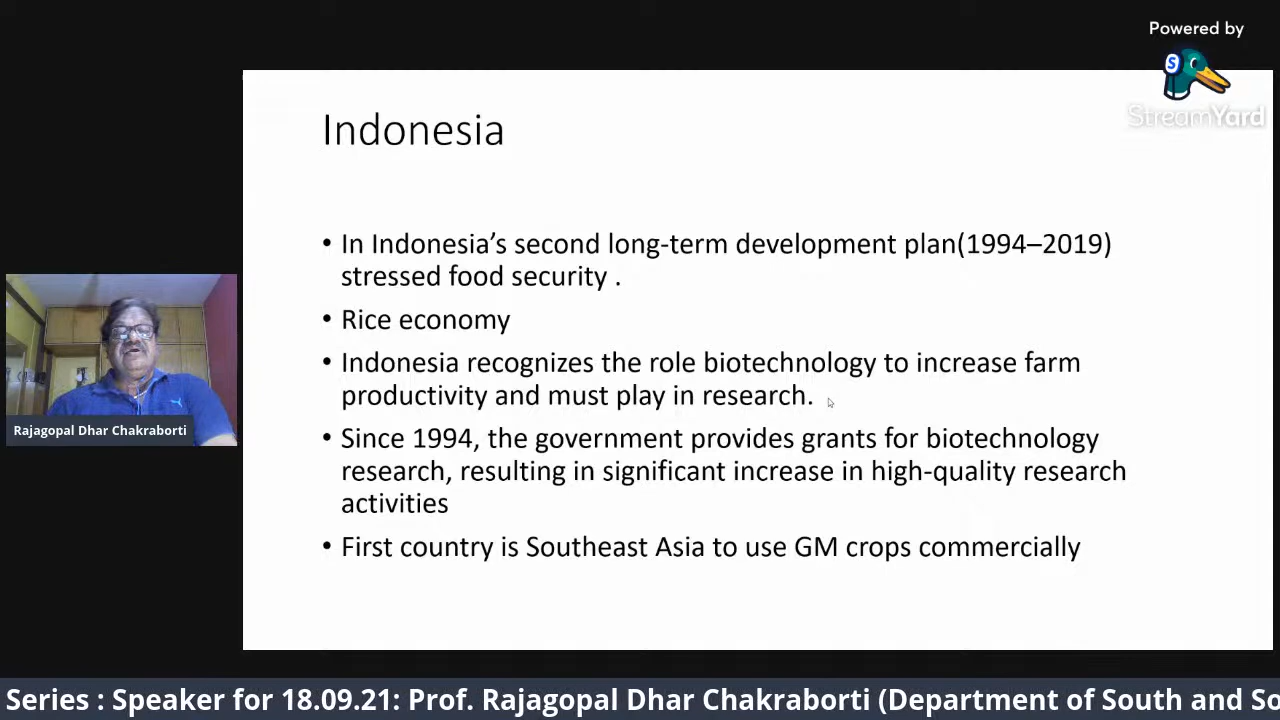 Powered by
S
StreamYard
Indonesia
• In Indonesia’s second long-term development plan(1994–2019)
stressed food security .
• Rice economy
• Indonesia recognizes the role biotechnology to increase farm
productivity and must play in research.
• Since 1994, the government provides grants for biotechnology
research, resulting in significant increase in high-quality research
activities
• First country is Southeast Asia to use GM crops commercially
Rajagopal Dhar Chakraborti
Series : Speaker for 18.09.21: Prof. Rajagopal Dhar Chakraborti (Department of South and So